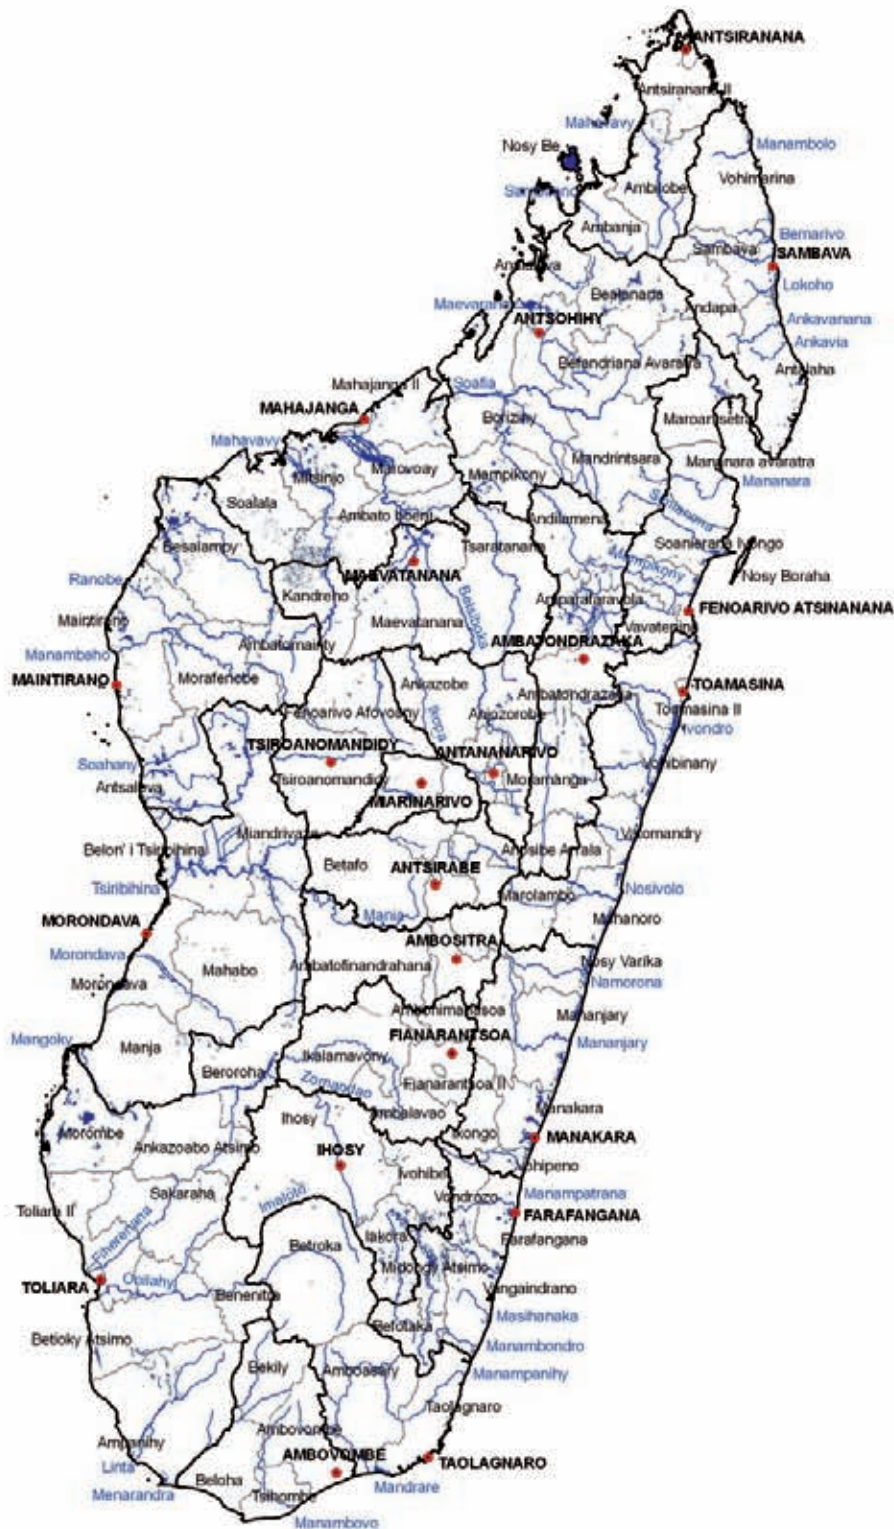 ANTSIRANANA
Antsiranana II
Mahavavy
Nosy Be
Manambolo
Vohimarina
Ambilobe
Ambanja
Bemarivo
Sambava
SAMBAVA
Lokoho
Bealanana
Maevarano
Ankavanana
ANTSOHIHY
Ankavia
Befandriana Avaratra
Antalaha
Mahajanga II
Sofia
MAHAJANGA
Boriziny
Maroantsetra
Mahavavy
Marovoay
Mandritsara
Mananara avaratra
Mitsinjo
Mampikony
Mananara
Soalala
Ambato Boeni
Andilamena
Besalampy
Tsaratanana
Soanierana Ivongo
Mampikony
MAEVATANANA
Nosy Boraha
Ranobe
Kandreho
Amparafaravola
FENOARIVO ATSINANANA
Maintirano
Maevatanana
Betsiboka
Vavatenina
Ambatomainty
AMBATONDRAZAKA
Manambaho
MAINTIRANO
Morafenobe
Ankazobe
TOAMASINA
Ambatondrazaka
Toamasina II
Fenoarivo Afovoany
Ikopa
Anjozorobe
Ivondro
TSIROANOMANDIDY
ANTANANARIVO
Soahany
Vohibinany
Tsiroanomandidy
Moramanga
Antsalova
MIARINARIVO
Miandrivazo
Vatomandry
Belon' i Tsiribihina
Betafo
ANTSIRABE
Anosibe An'ala
Tsiribihina
Marolambo
Nosivolo
Mania
Mahanoro
MORONDAVA
AMBOSITRA
Morondava
Mahabo
Ambatofinandrahana
Nosy Varika
Morondava
Namorona
Ambohimahasoa
Mananjary
Mangoky
FIANARANTSOA
Manja
Ikalamavony
Mananjary
Beroroha
Zomandao
Fianarantsoa II
Ambalavao
Manakara
Ihosy
Morombe
Ankazoabo Atsimo
Ikongo
MANAKARA
IHOSY
Vohipeno
Ivohibe
Sakaraha
Vondrozo
Manampatrana
Toliara II
Imaloto
FARAFANGANA
Fiherenana
Iakora
Farafangana
Betroka
Midongy Atsimo
TOLIARA
Onilahy
Vangaindrano
Benenitra
Masihanaka
Befotaka
Betioky Atsimo
Manambondro
Bekily
Amboasary
Manampanihy
Taolagnaro
Ambovombe
Ampanihy
AMBOVOMBE
TAOLAGNARO
Linta
Beloha
Mandrare
Menarandra
Tsihombe
Manambovo